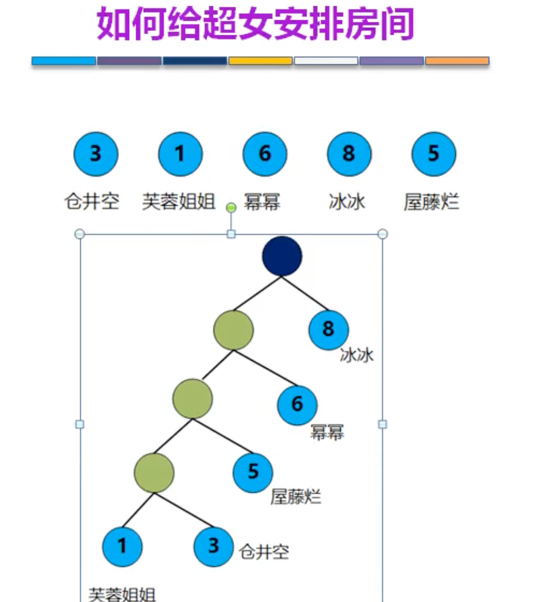 如何给超女安排房间
3 1 6 8 5
仓井空 芙蓉姐姐 幂幂 冰冰 屋藤烂
8
冰冰
6
幂幂
5
屋藤烂
1 3 仓井空
芙蓉姐姐